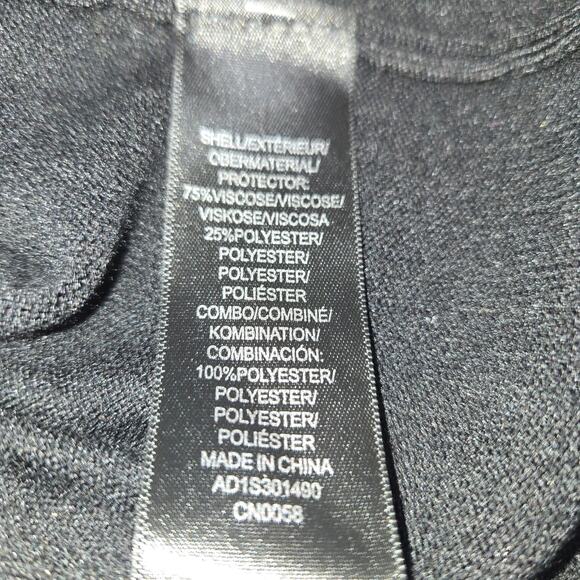 SHELL/EXTÉRIEUR/
OBERMATERIAL/
PROTECTOR:
75%VISCOSE/VISCOSE/
VISKOSE/VISCOSA
25%POLYESTER/
POLYESTER/
POLYESTER/
POLIÉSTER
COMBO/COMBINÉ/
KOMBINATION/
COMBINACIÓN:
100%POLYESTER/
POLYESTER/
POLYESTER/
POLIÉSTER
MADE IN CHINA
AD1S301490
CN0058